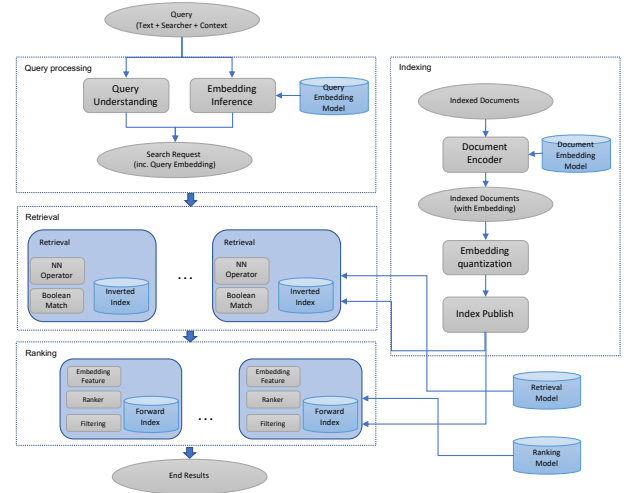 Query
(Text + Searcher + Context
Query processing
Query
Understanding
Embedding
Inference
Query
Embedding
Model
Search Request
(inc. Query Embedding)
Indexing
Indexed Documents
Document
Encoder
Document
Embedding
Model
Indexed Documents
(with Embedding)
Embedding
quantization
Index Publish
Retrieval
Retrieval
NN
Operator
Boolean
Match
Inverted
Index
...
Retrieval
NN
Operator
Boolean
Match
Inverted
Index
Ranking
Embedding
Feature
Ranker
Filtering
Forward
Index
...
Embedding
Feature
Ranker
Filtering
Forward
Index
Retrieval
Model
Ranking
Model
End Results